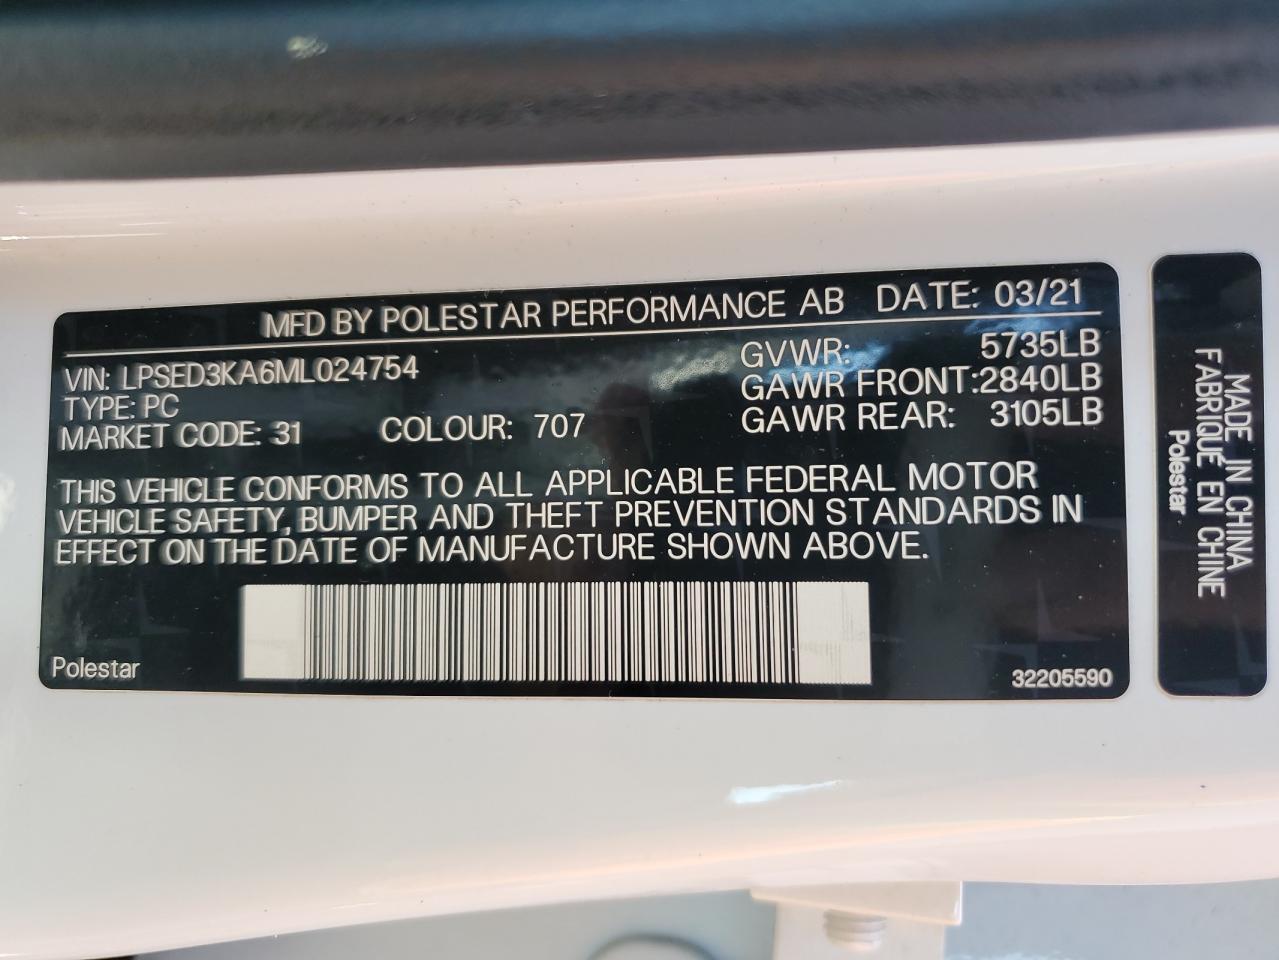 MFD BY POLESTAR PERFORMANCE AB DATE: 03/21
VIN: LPSED3KA6ML024754
TYPE: PC
MARKET CODE: 31 COLOUR: 707
GVWR: 5735LB
GAWR FRONT:2840LB
GAWR REAR: 3105LB
THIS VEHICLE CONFORMS TO ALL APPLICABLE FEDERAL MOTOR
VEHICLE SAFETY, BUMPER AND THEFT PREVENTION STANDARDS IN
EFFECT ON THE DATE OF MANUFACTURE SHOWN ABOVE.
Polestar
32205590
MADE IN CHINA
FABRIQUE EN CHINE
Polestar